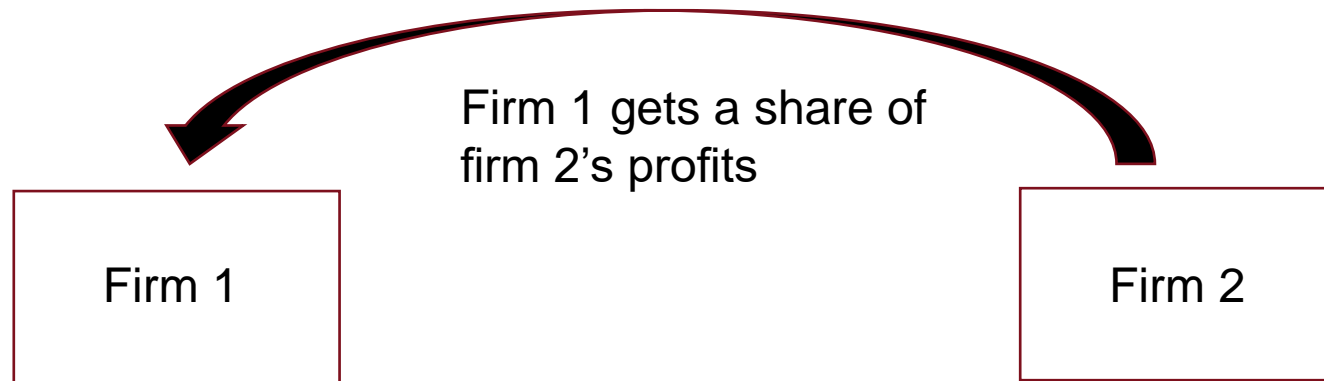 Firm 1 gets a share of
firm 2’s profits
Firm 1
Firm 2